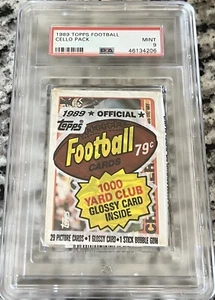 1989 TOPPS FOOTBALL
CELLO PACK
MINT
9
PSA
46134206
1989 OFFICIAL
Topps
Football
79¢
CARDS
1000
YARD CLUB
GLOSSY CARD
INSIDE
29 PICTURE CARDS • 1 GLOSSY CARD • 1 STICK BUBBLE GUM